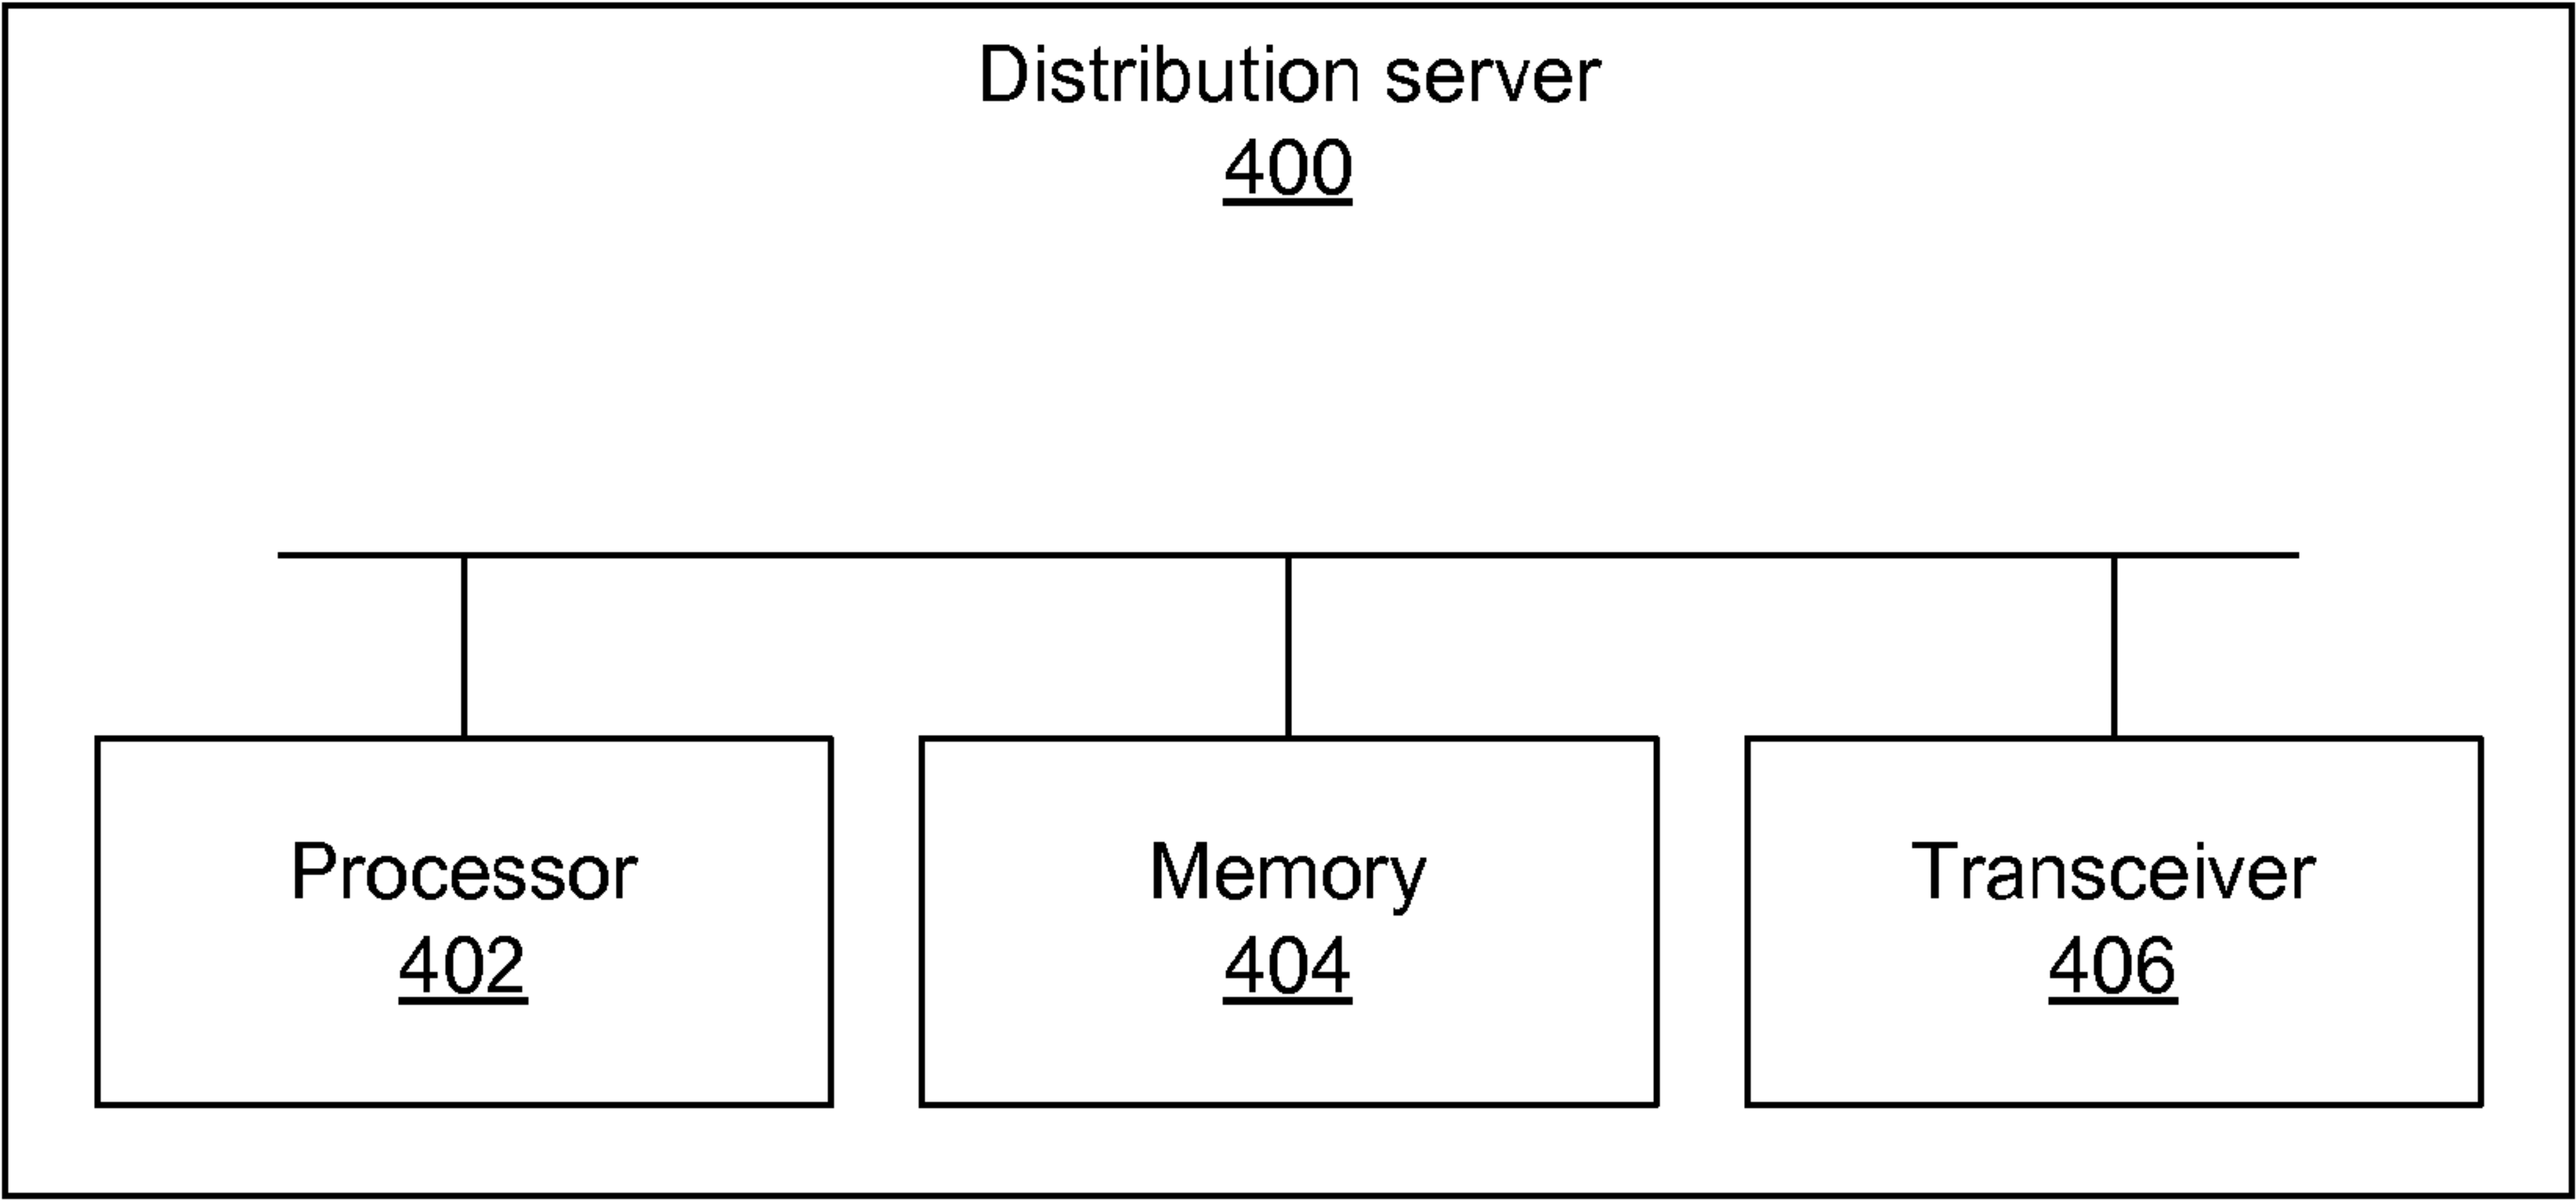 Distribution server
400
Processor
402
Memory
404
Transceiver
406